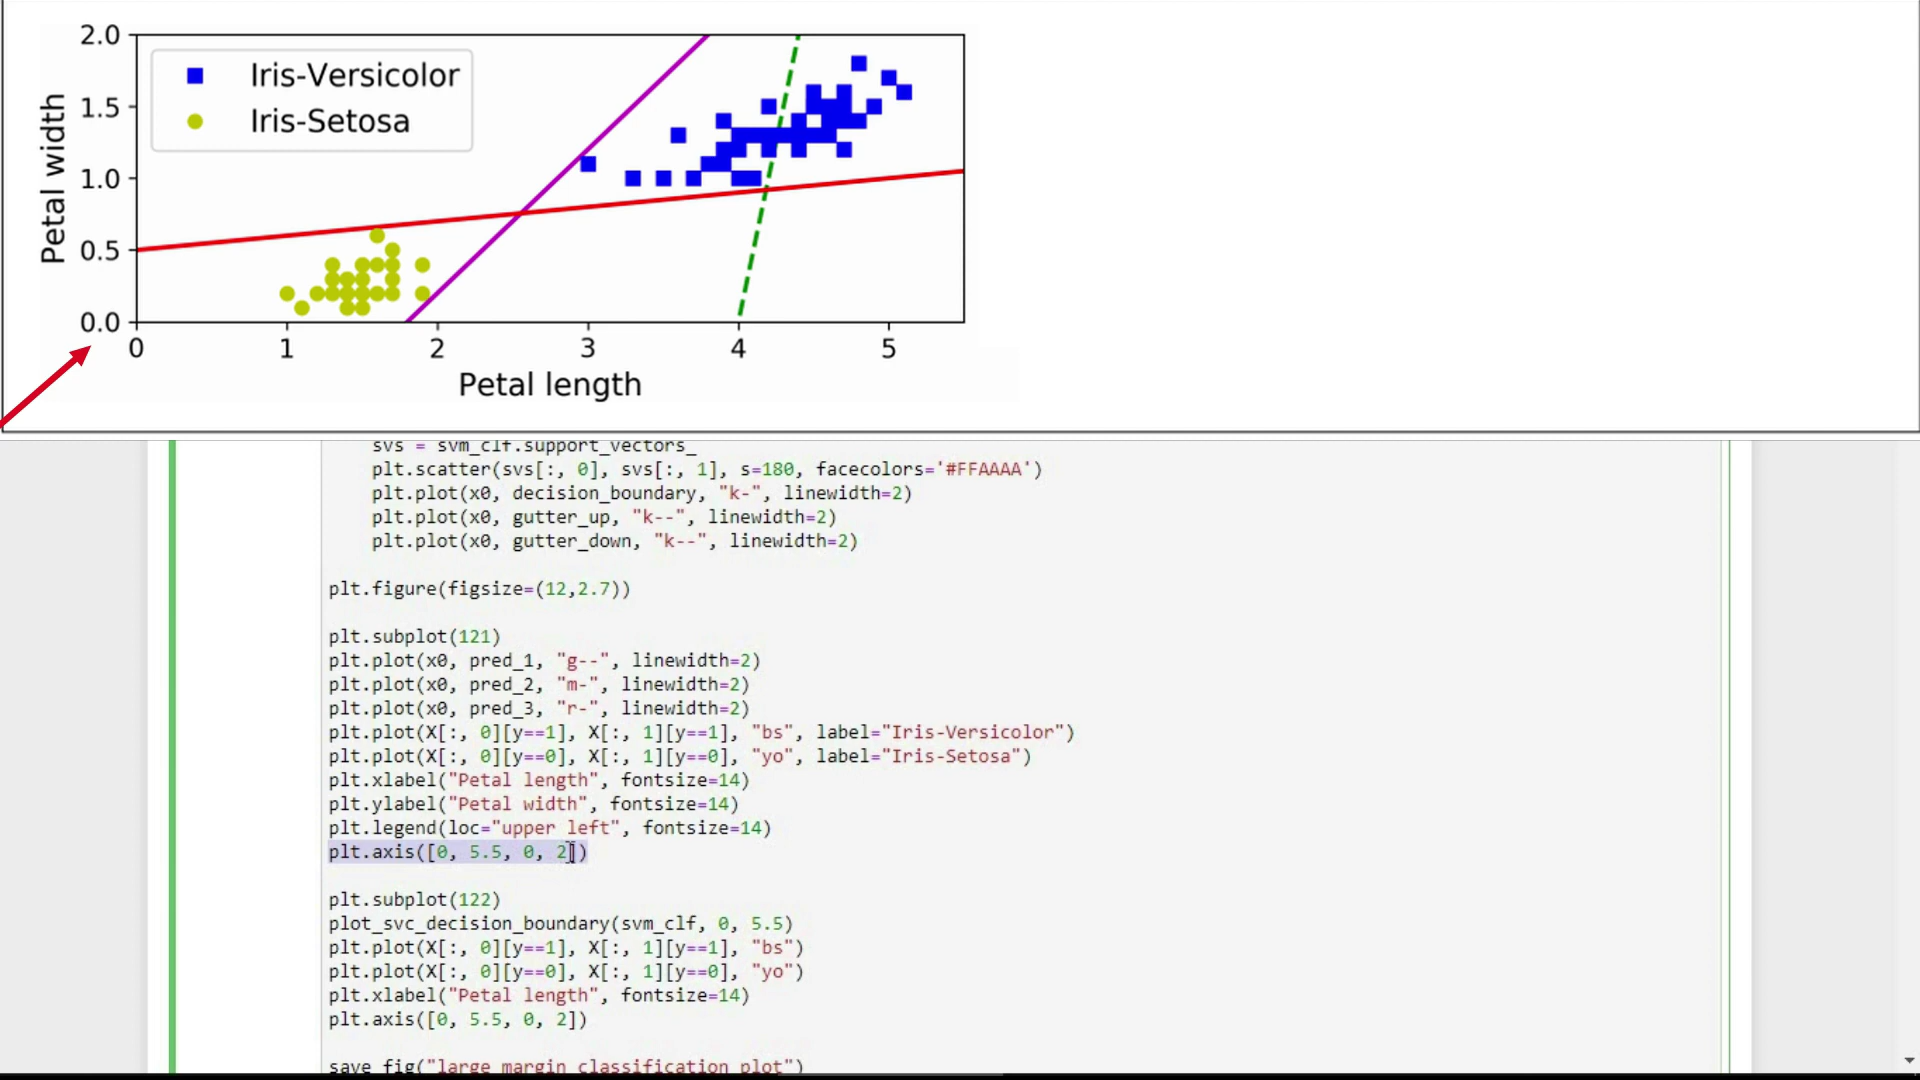 2.0
Iris-Versicolor
Iris-Setosa
1.5
1.0
0.5
0.0
Petal width
0 1 2 3 4 5
Petal length
svs = svm_clf.support_vectors_
plt.scatter(svs[:, 0], svs[:, 1], s=180, facecolors='#FFAAAA')
plt.plot(x0, decision_boundary, "k-", linewidth=2)
plt.plot(x0, gutter_up, "k--", linewidth=2)
plt.plot(x0, gutter_down, "k--", linewidth=2)
plt.figure(figsize=(12,2.7))
plt.subplot(121)
plt.plot(x0, pred_1, "g--", linewidth=2)
plt.plot(x0, pred_2, "m-", linewidth=2)
plt.plot(x0, pred_3, "r-", linewidth=2)
plt.plot(X[:, 0][y==1], X[:, 1][y==1], "bs", label="Iris-Versicolor")
plt.plot(X[:, 0][y==0], X[:, 1][y==0], "yo", label="Iris-Setosa")
plt.xlabel("Petal length", fontsize=14)
plt.ylabel("Petal width", fontsize=14)
plt.legend(loc="upper left", fontsize=14)
plt.axis([0, 5.5, 0, 2])
plt.subplot(122)
plot_svc_decision_boundary(svm_clf, 0, 5.5)
plt.plot(X[:, 0][y==1], X[:, 1][y==1], "bs")
plt.plot(X[:, 0][y==0], X[:, 1][y==0], "yo")
plt.xlabel("Petal length", fontsize=14)
plt.axis([0, 5.5, 0, 2])
save_fig("large_margin_classification_plot")